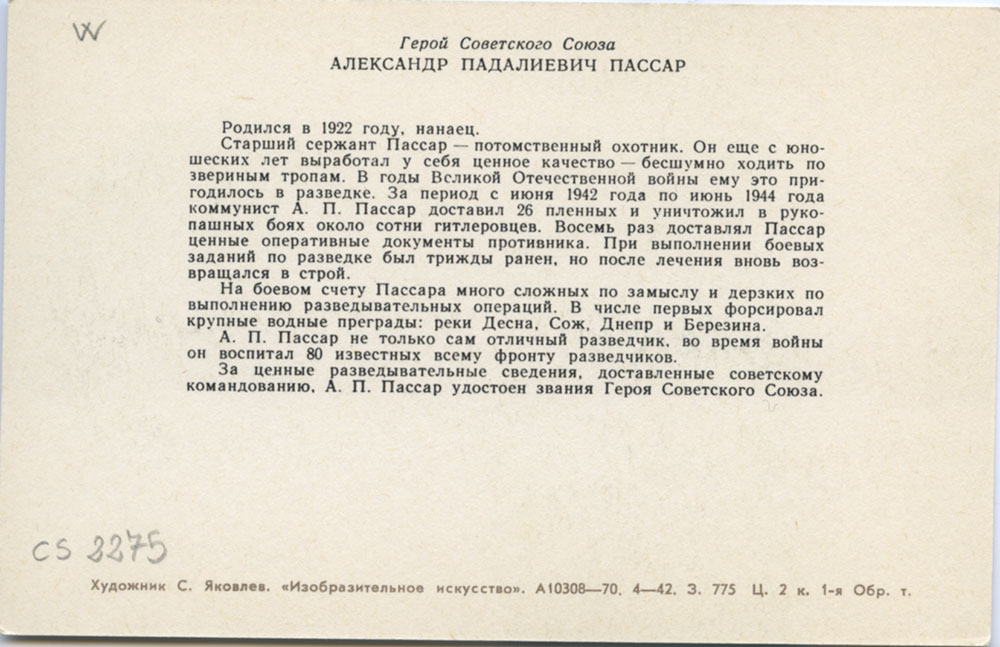 W
Герой Советского Союза
АЛЕКСАНДР ПАДАЛИЕВИЧ ПАССАР
Родился в 1922 году, нанаец.
Старший сержант Пассар — потомственный охотник. Он еще с юно-
шеских лет выработал у себя ценное качество — бесшумно ходить по
звериным тропам. В годы Великой Отечественной войны ему это при-
годилось в разведке. За период с июня 1942 года по июнь 1944 года
коммунист А. П. Пассар доставил 26 пленных и уничтожил в руко-
пашных боях около сотни гитлеровцев. Восемь раз доставлял Пассар
ценные оперативные документы противника. При выполнении боевых
заданий по разведке был трижды ранен, но после лечения вновь воз-
вращался в строй.
На боевом счету Пассара много сложных по замыслу и дерзких по
выполнению разведывательных операций. В числе первых форсировал
крупные водные преграды: реки Десна, Сож, Днепр и Березина.
А. П. Пассар не только сам отличный разведчик, во время войны
он воспитал 80 известных всему фронту разведчиков.
За ценные разведывательные сведения, доставленные советскому
командованию, А. П. Пассар удостоен звания Героя Советского Союза.
CS 2275
Художник С. Яковлев. «Изобразительное искусство». А10308—70. 4—42. З. 775 Ц. 2 к. 1-я Обр. т.